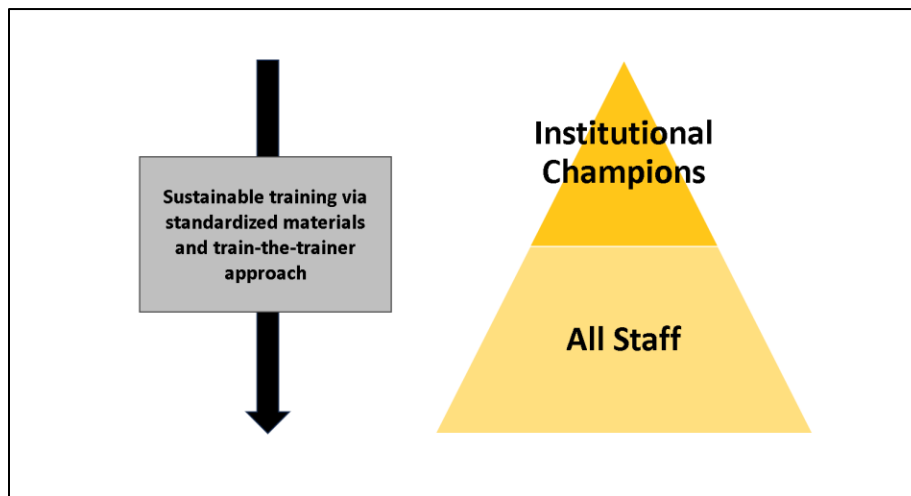 Sustainable training via
standardized materials
and train-the-trainer
approach
Institutional
Champions
All Staff